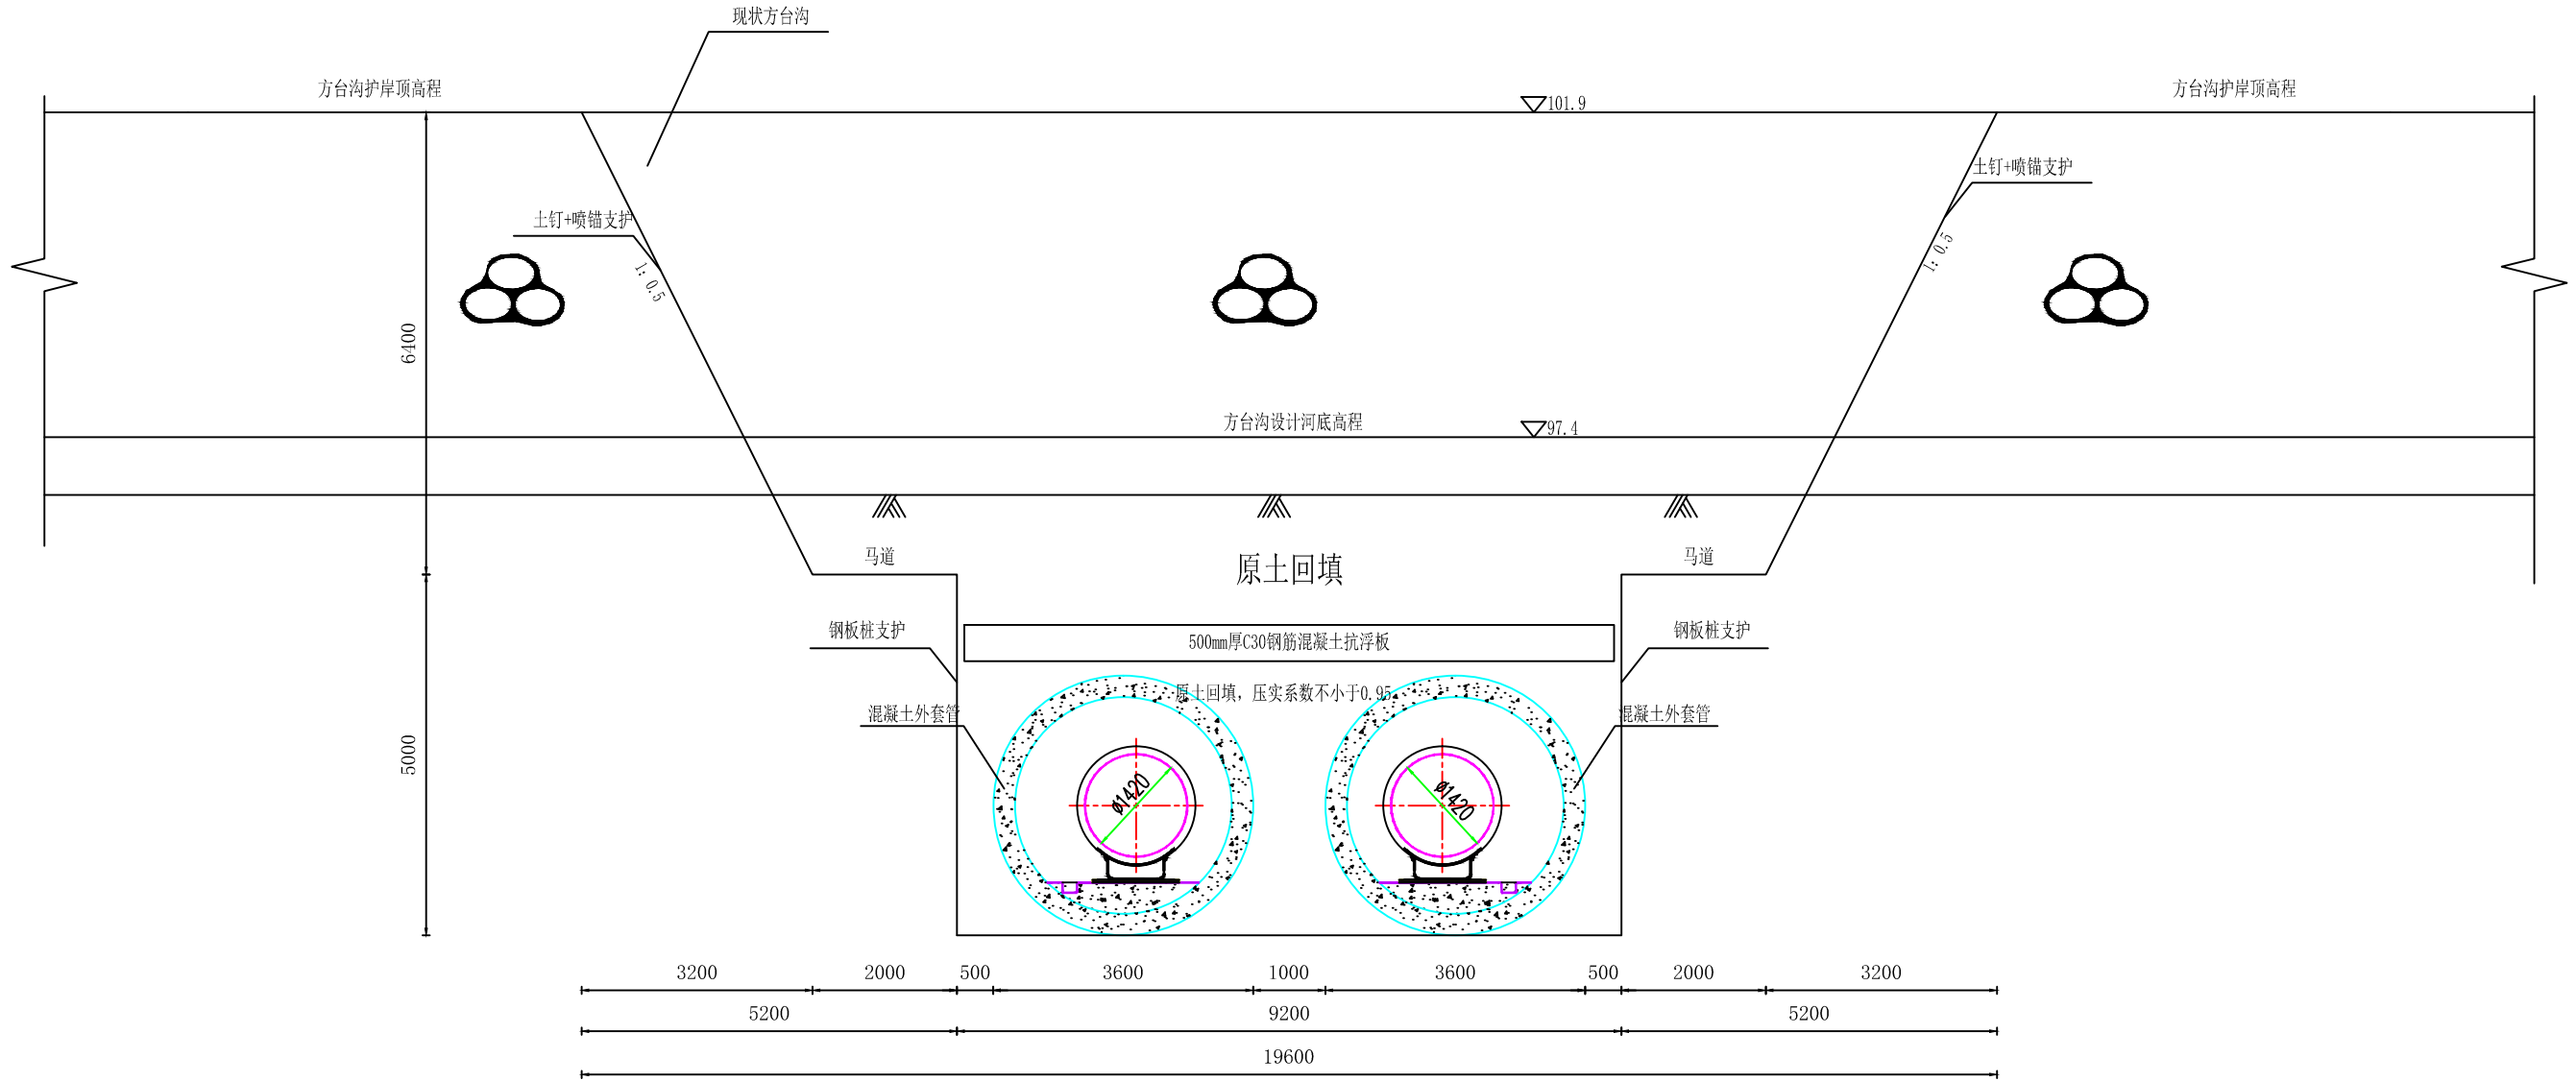 现状方台沟
方台沟护岸顶高程
101.9
方台沟护岸顶高程
土钉+喷锚支护
土钉+喷锚支护
1: 0.5
1: 0.5
6400
方台沟设计河底高程
97.4
马道
原土回填
马道
钢板桩支护
500mm厚C30钢筋混凝土抗浮板
钢板桩支护
原土回填，压实系数不小于0.95
混凝土外套管
混凝土外套管
5000
ø1420
ø1420
3200 2000 500 3600 1000 3600 500 2000 3200
5200 9200 5200
19600